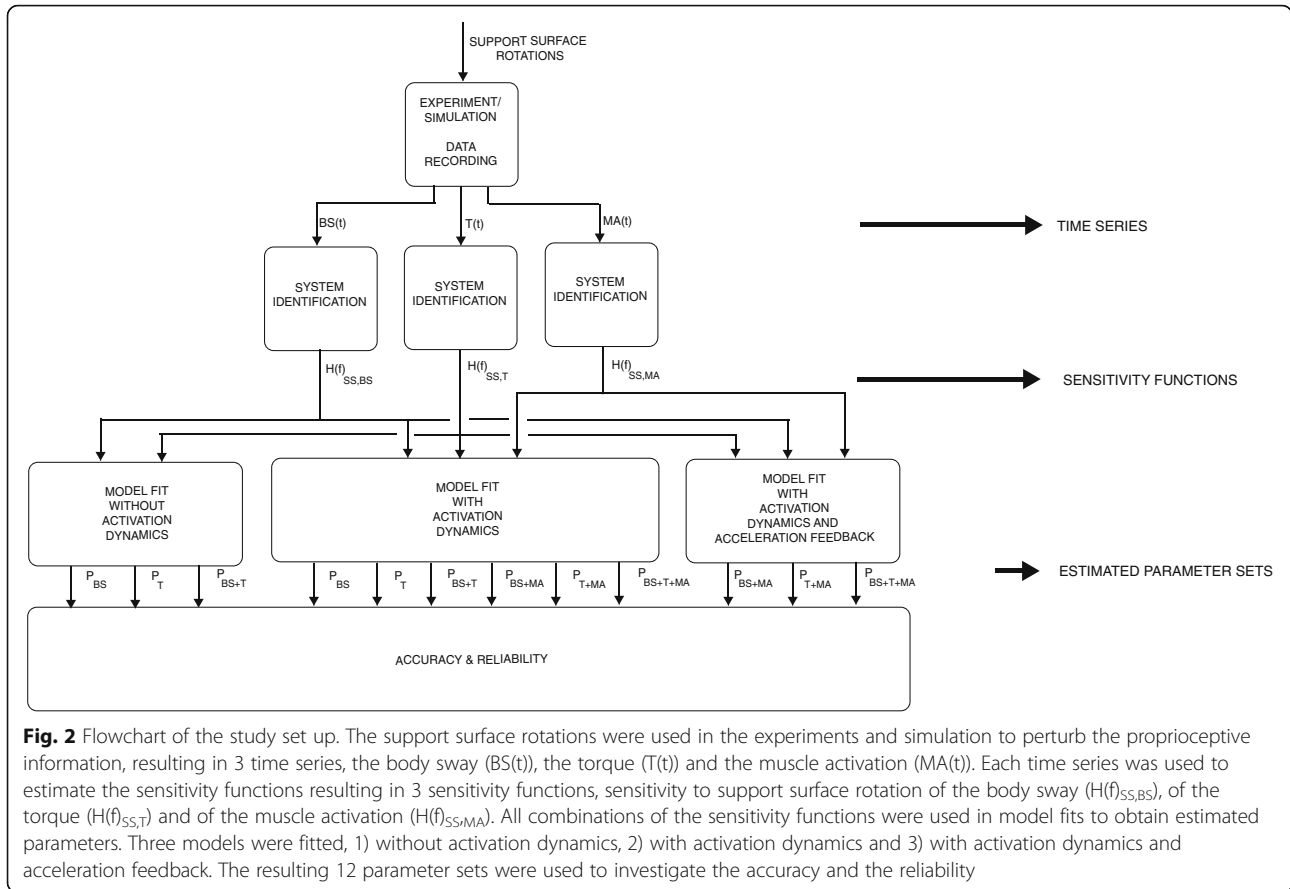 SUPPORT SURFACE
ROTATIONS
EXPERIMENT/
SIMULATION
DATA
RECORDING
BS(t)
T(t)
MA(t)
TIME SERIES
SYSTEM
IDENTIFICATION
SYSTEM
IDENTIFICATION
SYSTEM
IDENTIFICATION
H(f)SS,BS
H(f)SS,T
H(f)SS,MA
SENSITIVITY FUNCTIONS
MODEL FIT
WITHOUT
ACTIVATION
DYNAMICS
MODEL FIT
WITH
ACTIVATION
DYNAMICS
MODEL FIT
WITH
ACTIVATION
DYNAMICS AND
ACCELERATION FEEDBACK
PBS
PT
PBS+T
PBS
PT
PBS+T
PBS+MA
PT+MA
PBS+T+MA
PBS+MA
PT+MA
PBS+T+MA
ESTIMATED PARAMETER SETS
ACCURACY & RELIABILITY
Fig. 2 Flowchart of the study set up. The support surface rotations were used in the experiments and simulation to perturb the proprioceptive
information, resulting in 3 time series, the body sway (BS(t)), the torque (T(t)) and the muscle activation (MA(t)). Each time series was used to
estimate the sensitivity functions resulting in 3 sensitivity functions, sensitivity to support surface rotation of the body sway (H(f)SS,BS), of the
torque (H(f)SS,T) and of the muscle activation (H(f)SS,MA). All combinations of the sensitivity functions were used in model fits to obtain estimated
parameters. Three models were fitted, 1) without activation dynamics, 2) with activation dynamics and 3) with activation dynamics and
acceleration feedback. The resulting 12 parameter sets were used to investigate the accuracy and the reliability